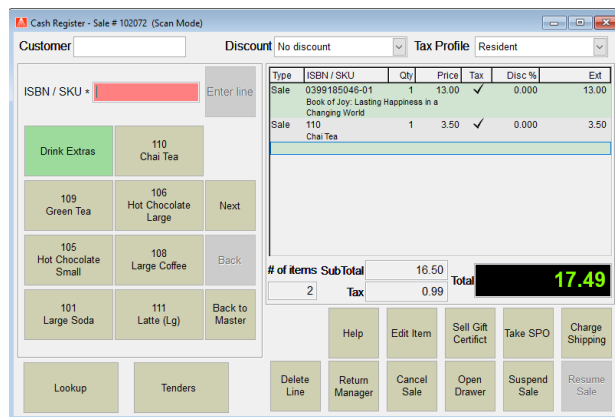 Cash Register - Sale # 102072 (Scan Mode)
Customer Discount No discount Tax Profile Resident
ISBN / SKU * Enter line
Drink Extras
110
Chai Tea
109
Green Tea
106
Hot Chocolate
Large
Next
105
Hot Chocolate
Small
108
Large Coffee
Back
101
Large Soda
111
Latte (Lg)
Back to
Master
Lookup
Tenders
Type ISBN / SKU Qty Price Tax Disc % Ext
Sale 0399185046-01 1 13.00 ✓ 0.000 13.00
Book of Joy: Lasting Happiness in a
Changing World
Sale 110 1 3.50 ✓ 0.000 3.50
Chai Tea
# of items SubTotal 16.50 Total 17.49
2 Tax 0.99
Help
Edit Item
Sell Gift
Certifict
Take SPO
Charge
Shipping
Delete
Line
Return
Manager
Cancel
Sale
Open
Drawer
Suspend
Sale
Resume
Sale